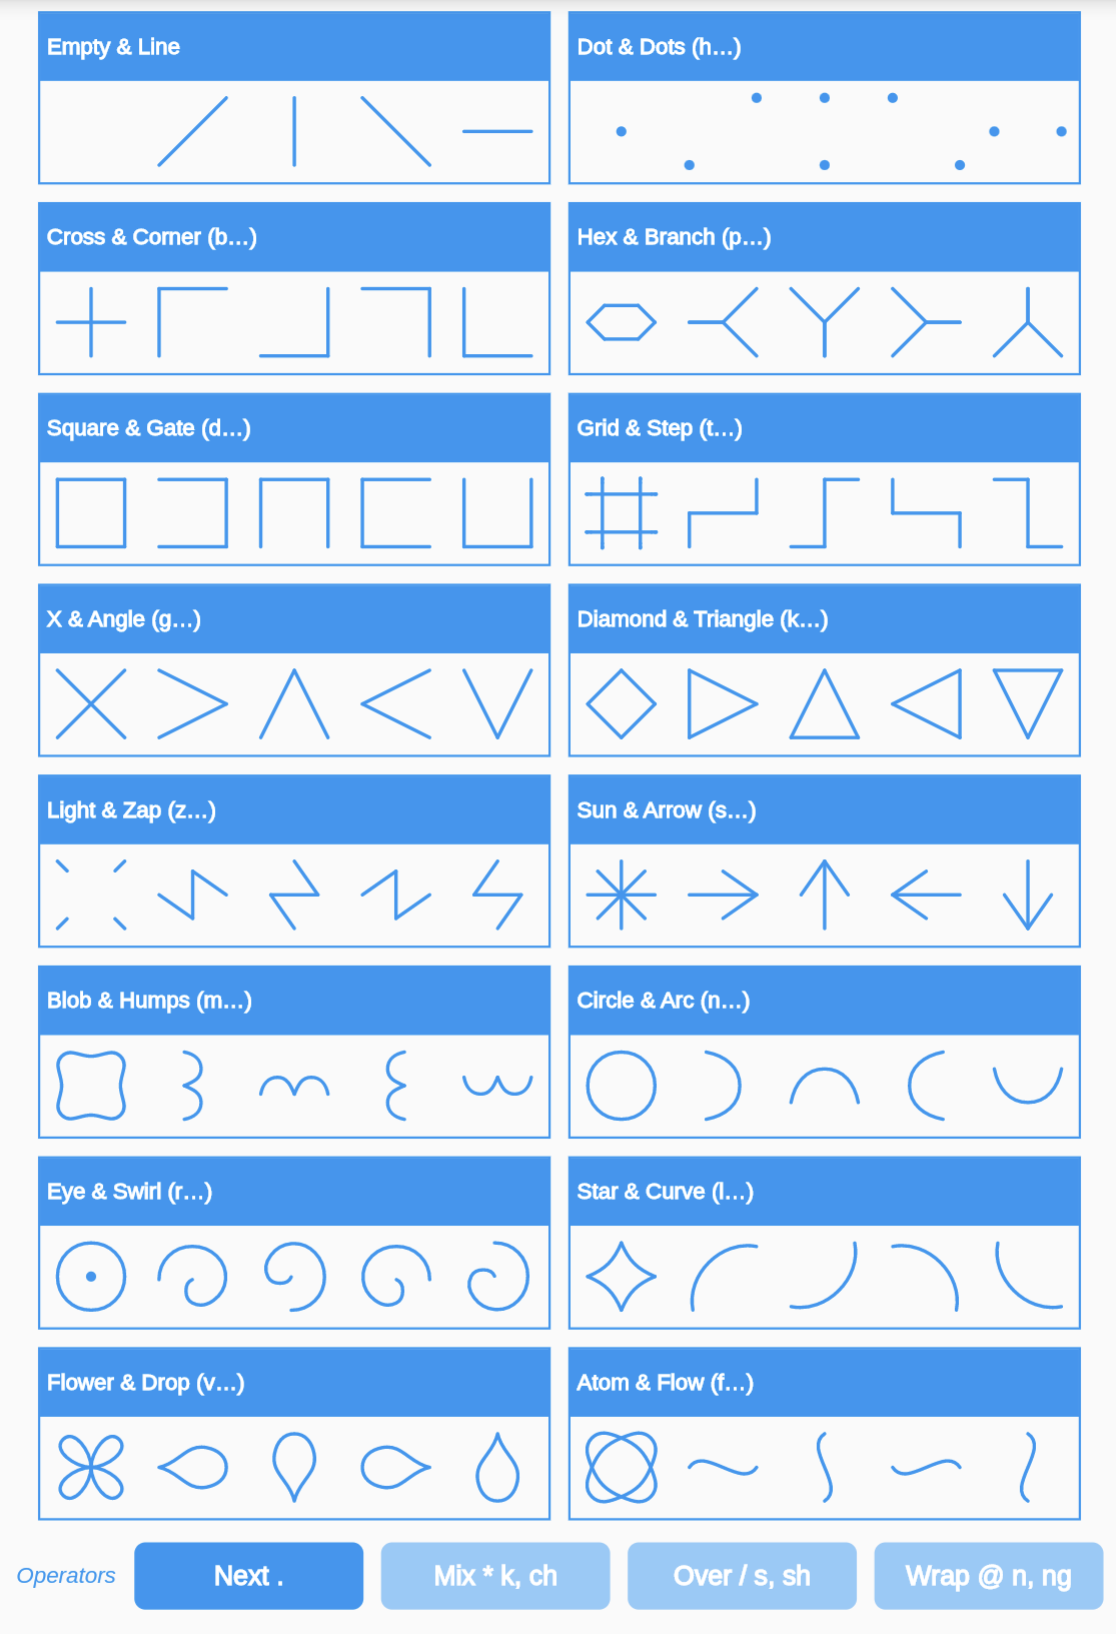 Empty & Line
Dot & Dots (h...)
Cross & Corner (b...)
Hex & Branch (p...)
Square & Gate (d...)
Grid & Step (t...)
X & Angle (g...)
Diamond & Triangle (k...)
Light & Zap (z...)
Sun & Arrow (s...)
Blob & Humps (m...)
Circle & Arc (n...)
Eye & Swirl (r...)
Star & Curve (l...)
Flower & Drop (v...)
Atom & Flow (f...)
Operators Next . Mix * k, ch Over / s, sh Wrap @ n, ng